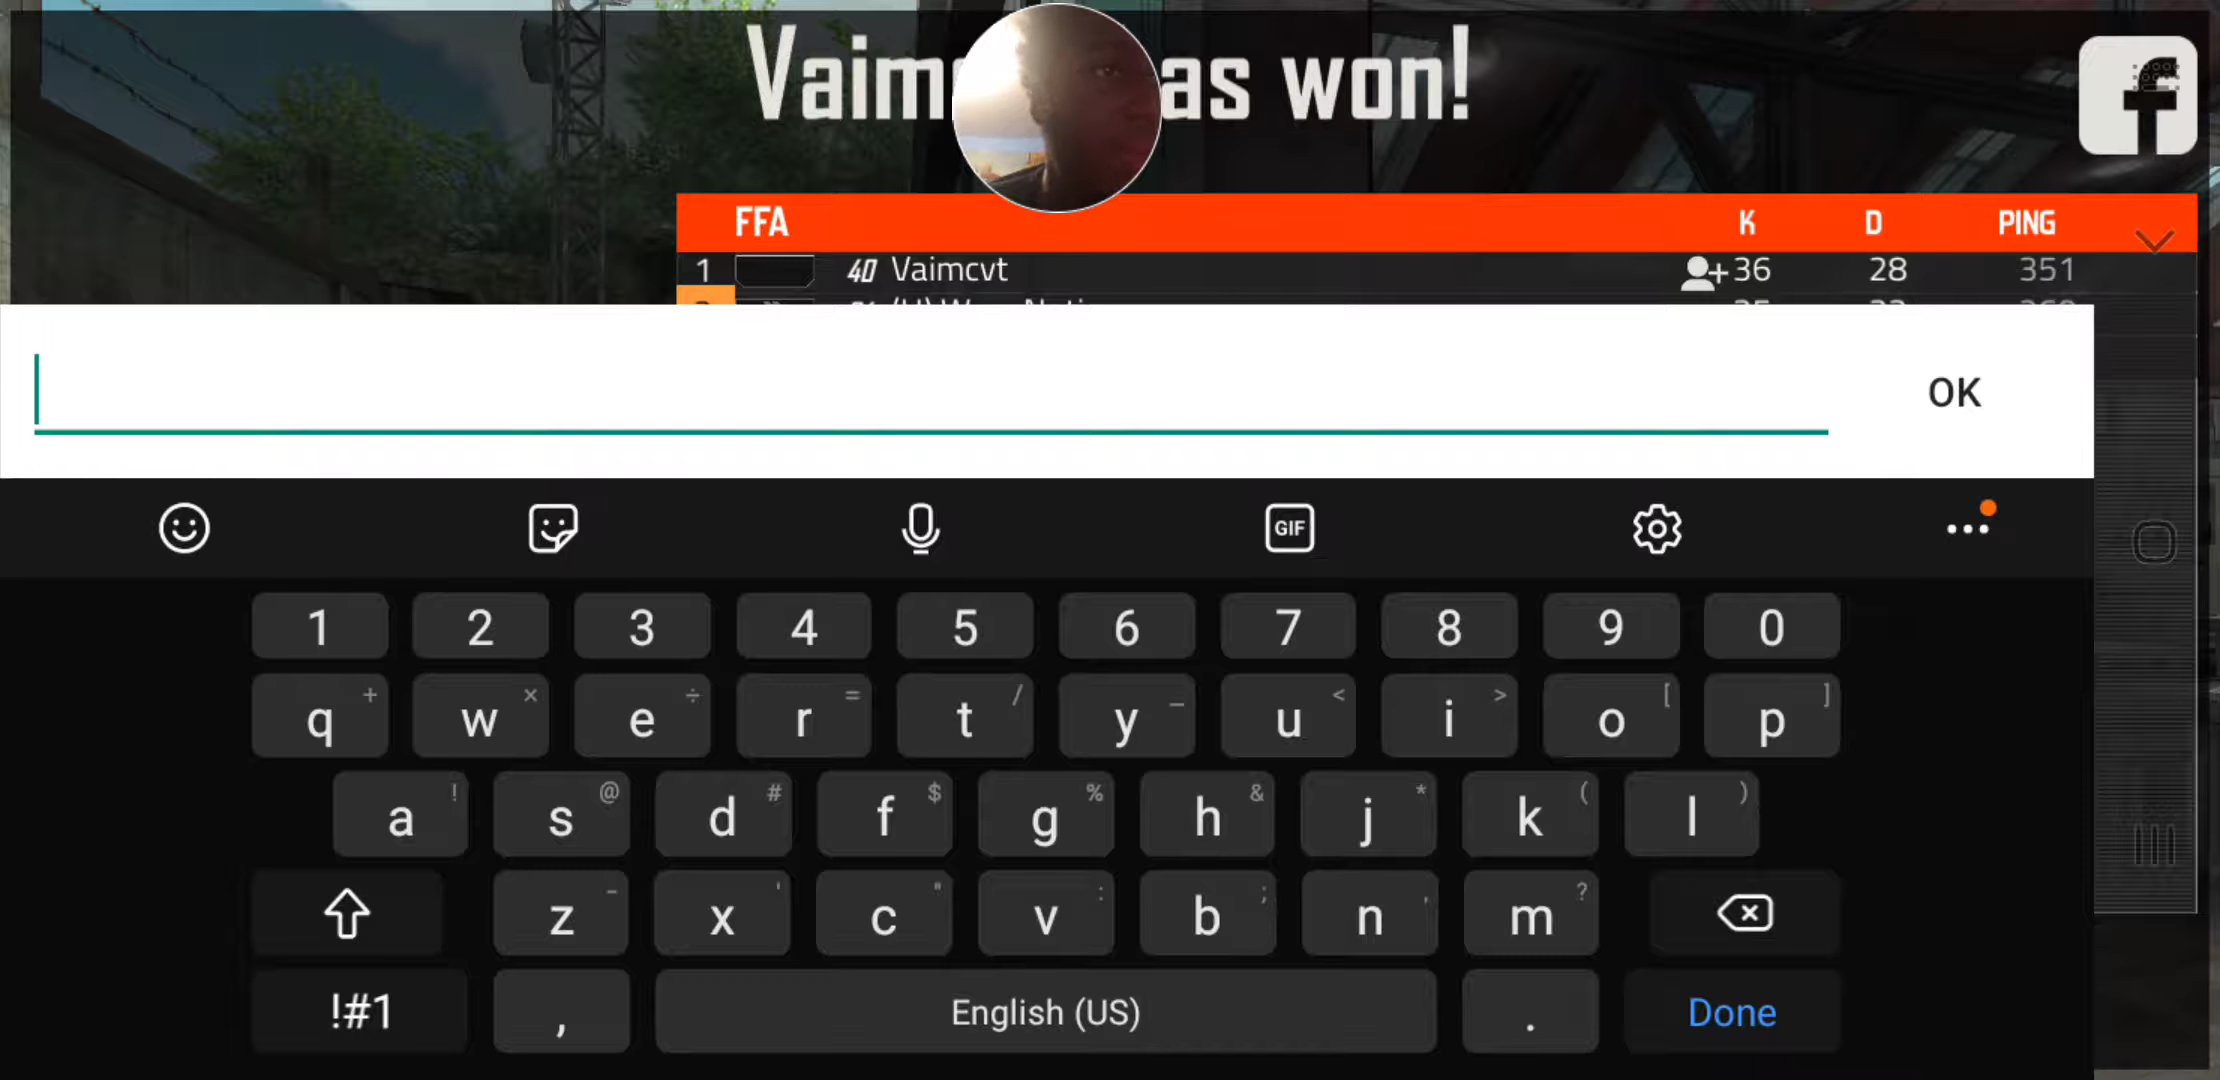 Vaim as won!
FFA K D PING
1 40 Vaimcvt 36 28 351
OK
GIF
1 2 3 4 5 6 7 8 9 0
q + w × e ÷ r = t / y _ u < i > o [ p ]
a ! s @ d # f $ g % h & j * k ( l )
z - x ' c " v : b ; n , m ?
!#1 , English (US) . Done